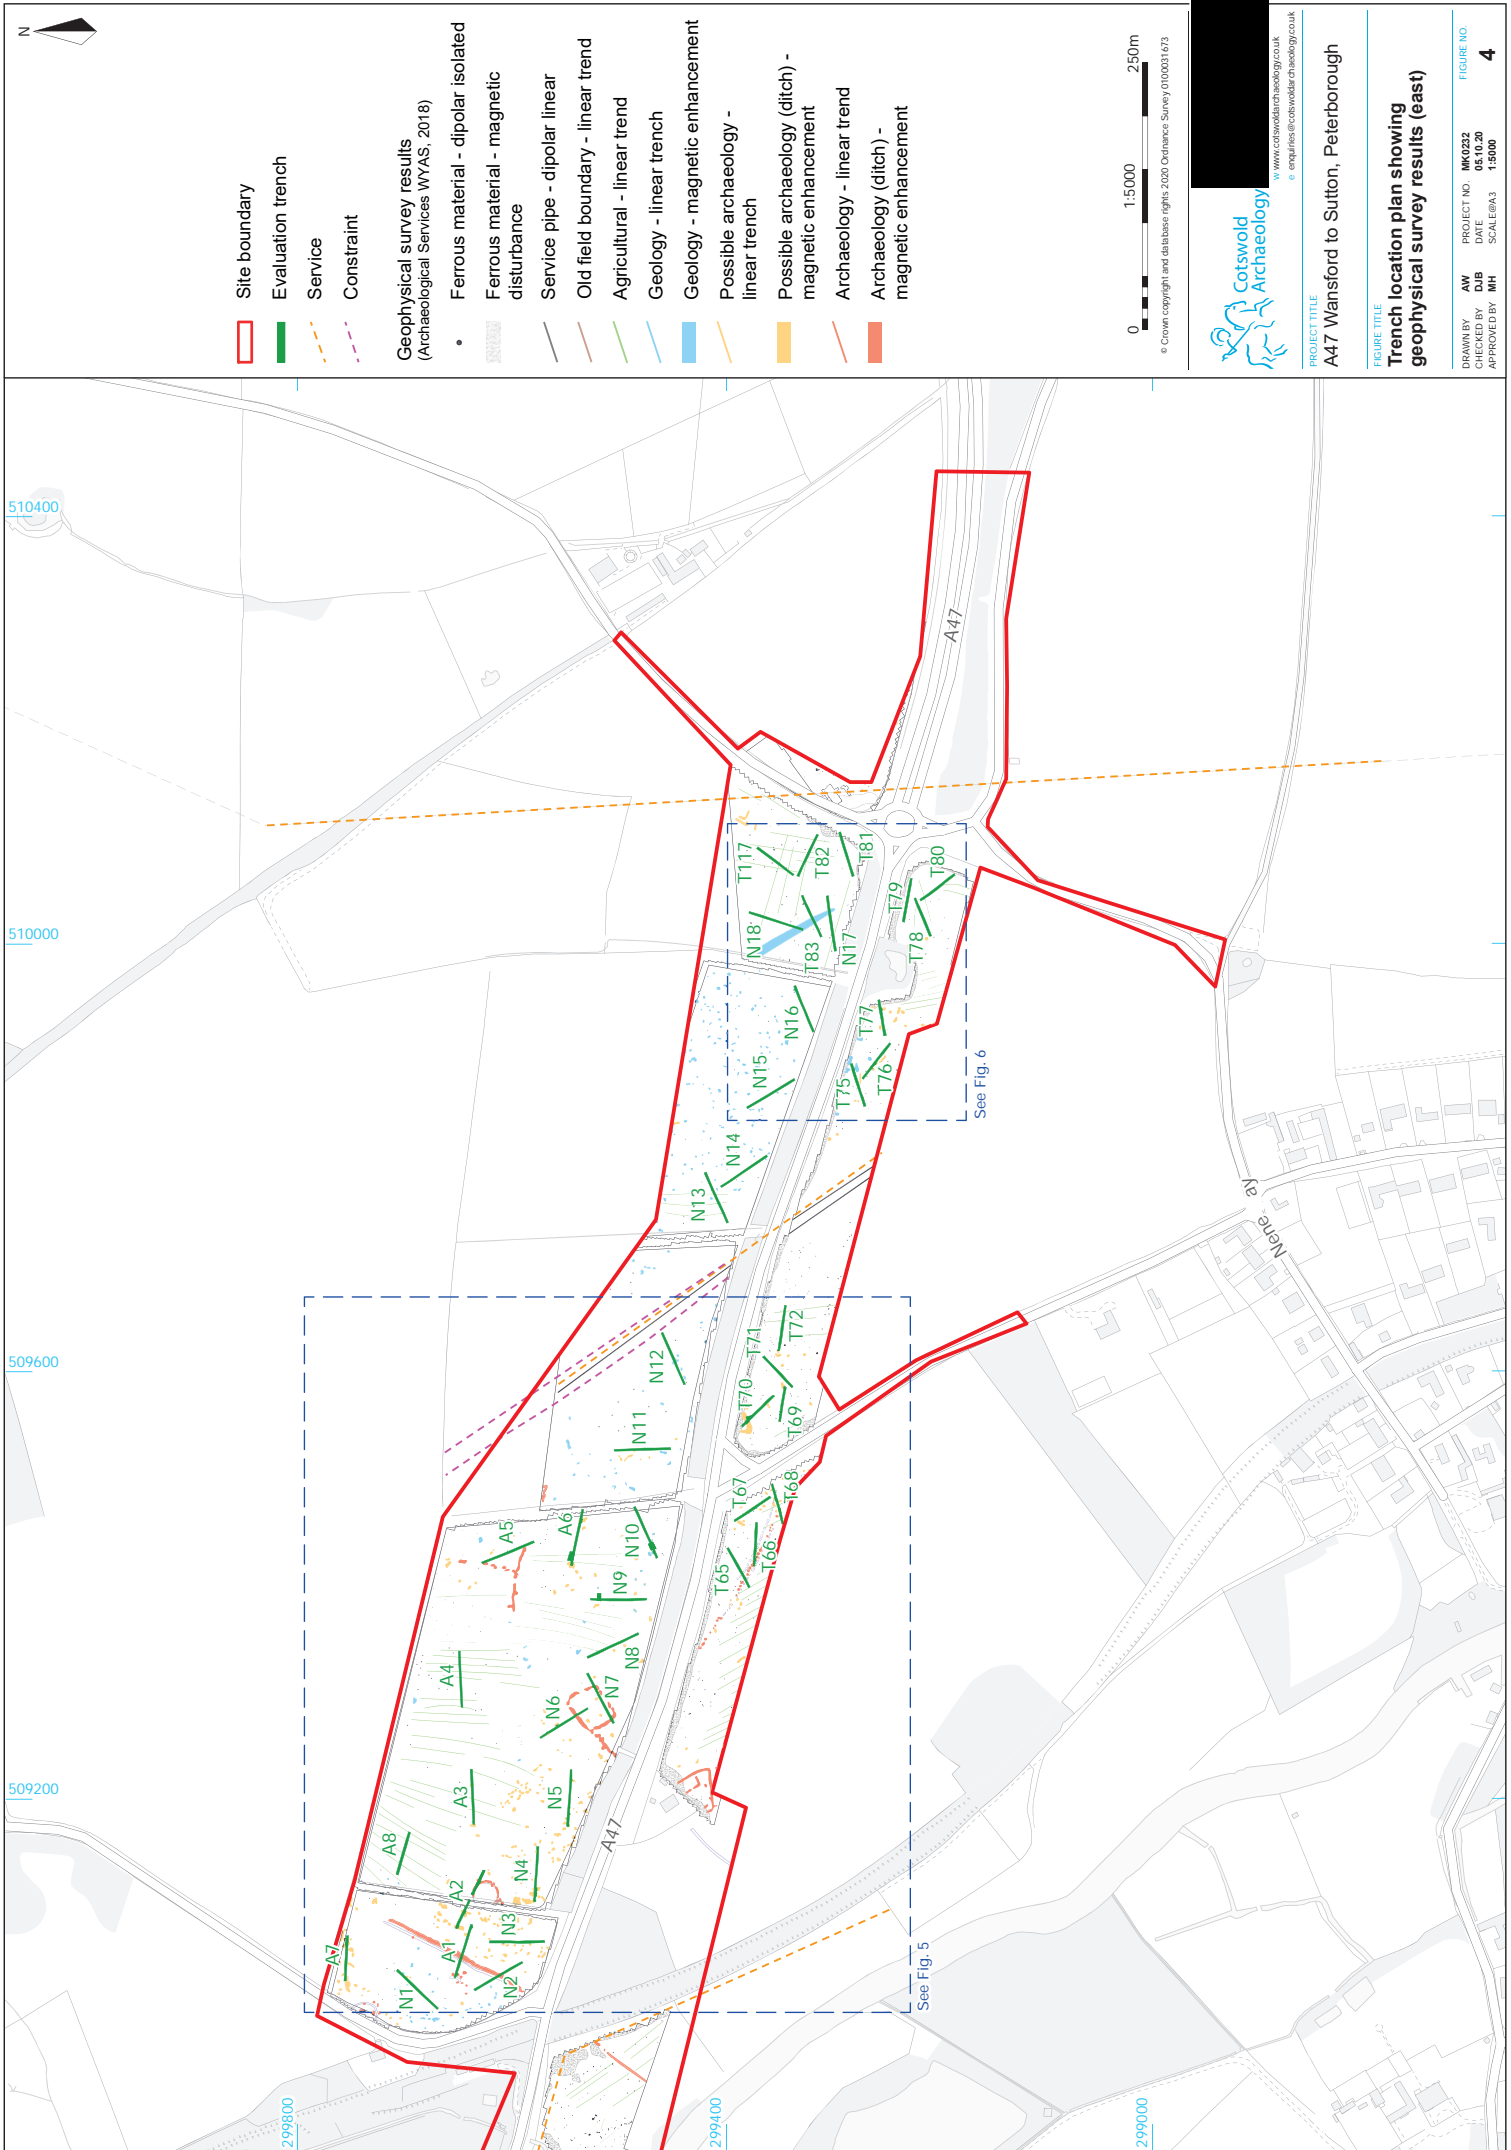 N
Site boundary
Evaluation trench
Service
Constraint
Geophysical survey results
(Archaeological Services WYAS, 2018)
Ferrous material - dipolar isolated
Ferrous material - magnetic
disturbance
Service pipe - dipolar linear
Old field boundary - linear trend
Agricultural - linear trend
Geology - linear trench
Geology - magnetic enhancement
Possible archaeology -
linear trench
Possible archaeology (ditch) -
magnetic enhancement
Archaeology - linear trend
Archaeology (ditch) -
magnetic enhancement
0
1:5000
250m
© Crown copyright and database rights 2020 Ordnance Survey 0100031673
Cotswold
Archaeology
w www.cotswoldarchaeology.co.uk
e enquiries@cotswoldarchaeology.co.uk
PROJECT TITLE
A47 Wansford to Sutton, Peterborough
FIGURE TITLE
Trench location plan showing
geophysical survey results (east)
DRAWN BY AW
CHECKED BY DJB
APPROVED BY MH
PROJECT NO. MK0232
DATE 05.10.20
SCALE@A3 1:5000
FIGURE NO.
4
510400
510000
509600
509200
299800
299400
299000
A47
A47
Nene
ay
See Fig. 6
See Fig. 5
T117
T82
T81
T80
T79
T78
N18
T83
N17
N16
N15
T77
T76
T75
N14
N13
N12
N11
T72
T71
T70
T69
T68
T67
T66
T65
A5
A6
N10
N9
N8
N7
N6
A4
A3
N5
A8
A2
N4
N3
A1
N2
A7
N1